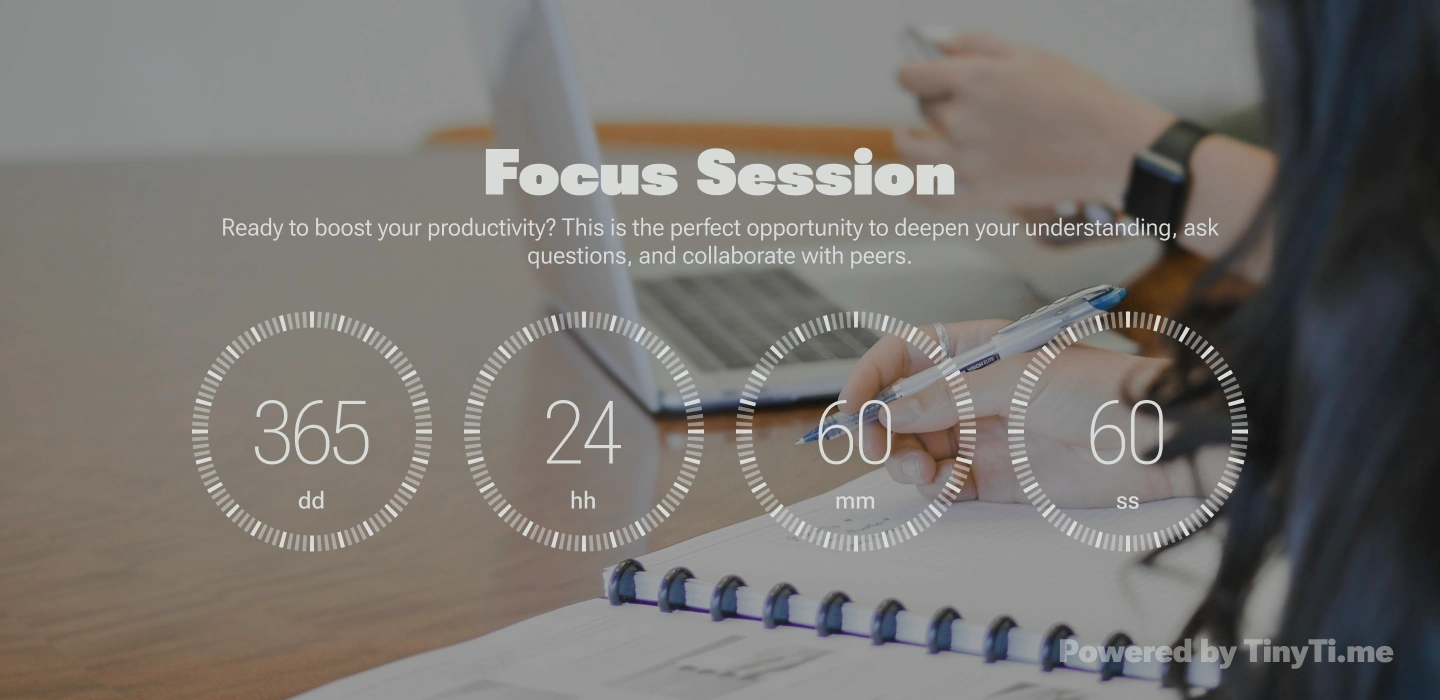 Focus Session
Ready to boost your productivity? This is the perfect opportunity to deepen your understanding, ask
questions, and collaborate with peers.
365 24 60 60
dd hh mm ss
Powered by TinyTi.me